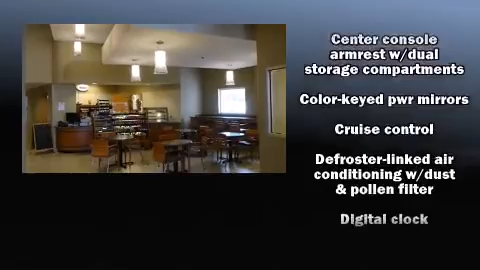 Center console
armrest w/dual
storage compartments
Color-keyed pwr mirrors
Cruise control
Defroster-linked air
conditioning w/dust
& pollen filter
Digital clock